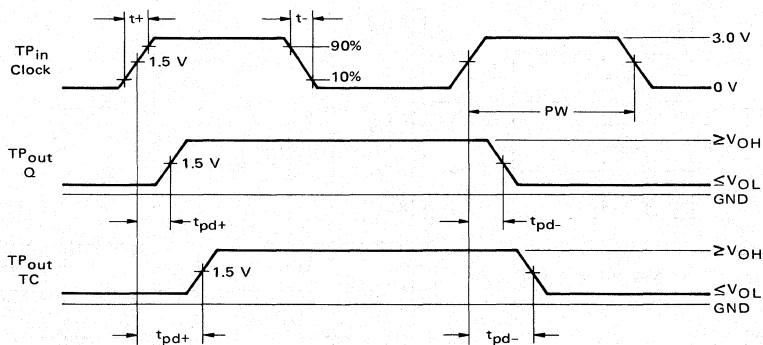 t+
t-
TPin
Clock
1.5 V
90%
10%
3.0 V
0 V
PW
TPout
Q
1.5 V
≥VOH
≤VOL
GND
tpd+
tpd-
TPout
TC
1.5 V
≥VOH
≤VOL
GND
tpd+
tpd-